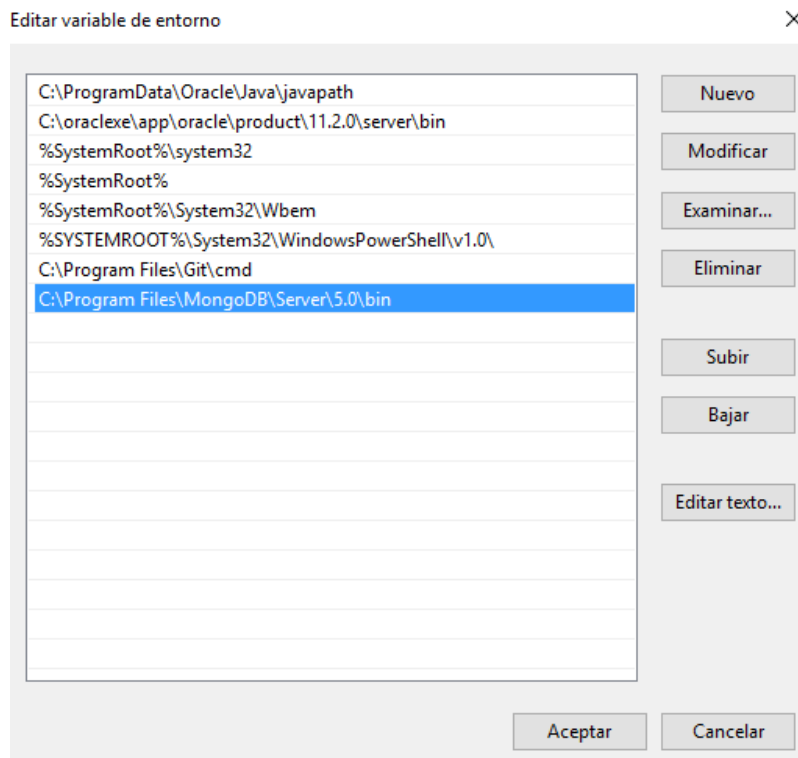 Editar variable de entorno
C:\ProgramData\Oracle\Java\javapath
C:\oraclexe\app\oracle\product\11.2.0\server\bin
%SystemRoot%\system32
%SystemRoot%
%SystemRoot%\System32\Wbem
%SYSTEMROOT%\System32\WindowsPowerShell\v1.0\
C:\Program Files\Git\cmd
C:\Program Files\MongoDB\Server\5.0\bin
Nuevo
Modificar
Examinar...
Eliminar
Subir
Bajar
Editar texto...
Aceptar
Cancelar